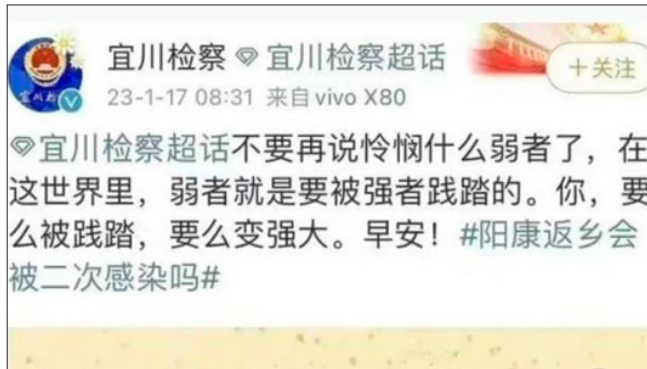 宜川检察 宜川检察超话
23-1-17 08:31 来自 vivo X80
+关注
宜川检察超话不要再说怜悯什么弱者了，在
这世界里，弱者就是要被强者践踏的。你，要
么被践踏，要么变强大。早安！#阳康返乡会
被二次感染吗#